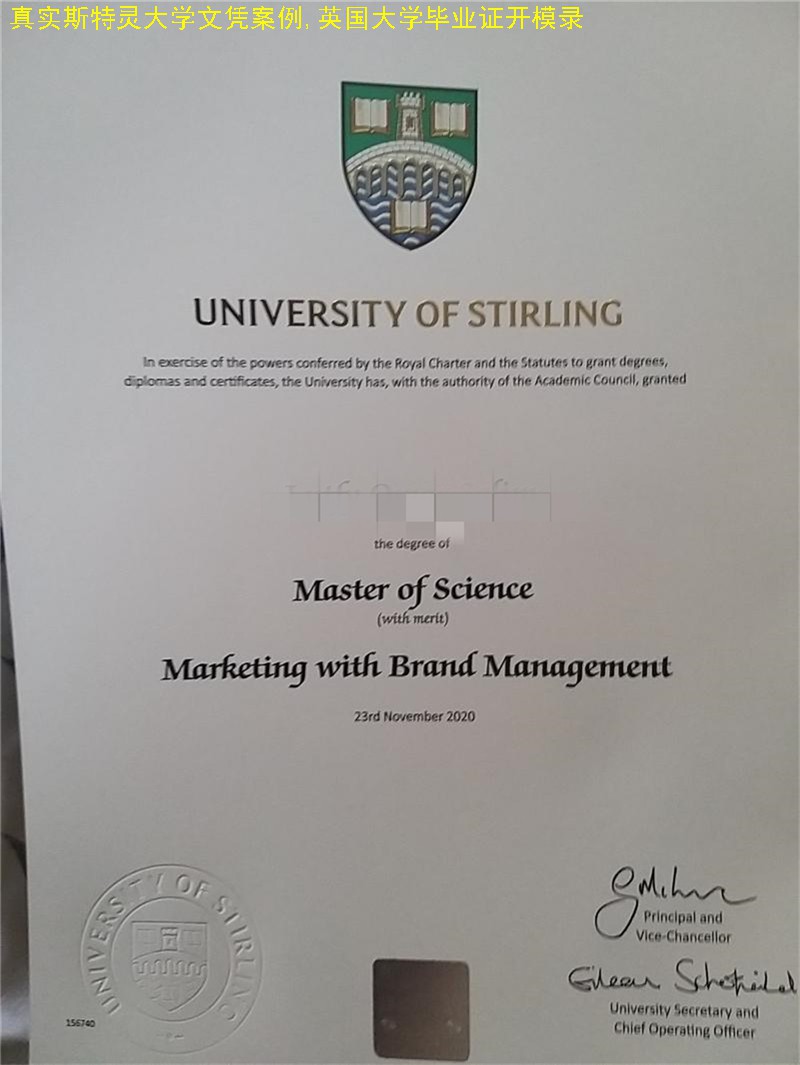 真实斯特灵大学文凭案例,英国大学毕业证开模录
UNIVERSITY OF STIRLING
In exercise of the powers conferred by the Royal Charter and the Statutes to grant degrees,
diplomas and certificates, the University has, with the authority of the Academic Council, granted
the degree of
Master of Science
(with merit)
Marketing with Brand Management
23rd November 2020
UNIVERSITY OF STIRLING
Principal and
Vice-Chancellor
University Secretary and
Chief Operating Officer
156740